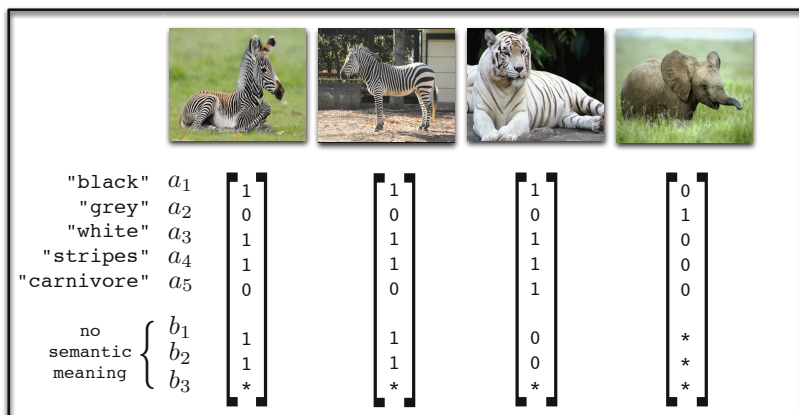 "black" a1 1 1 1 0
"grey" a2 0 0 0 1
"white" a3 1 1 1 0
"stripes" a4 1 1 1 0
"carnivore" a5 0 0 1 0
b1 1 1 0 *
no
semantic b2 1 1 0 *
meaning
b3 * * * *